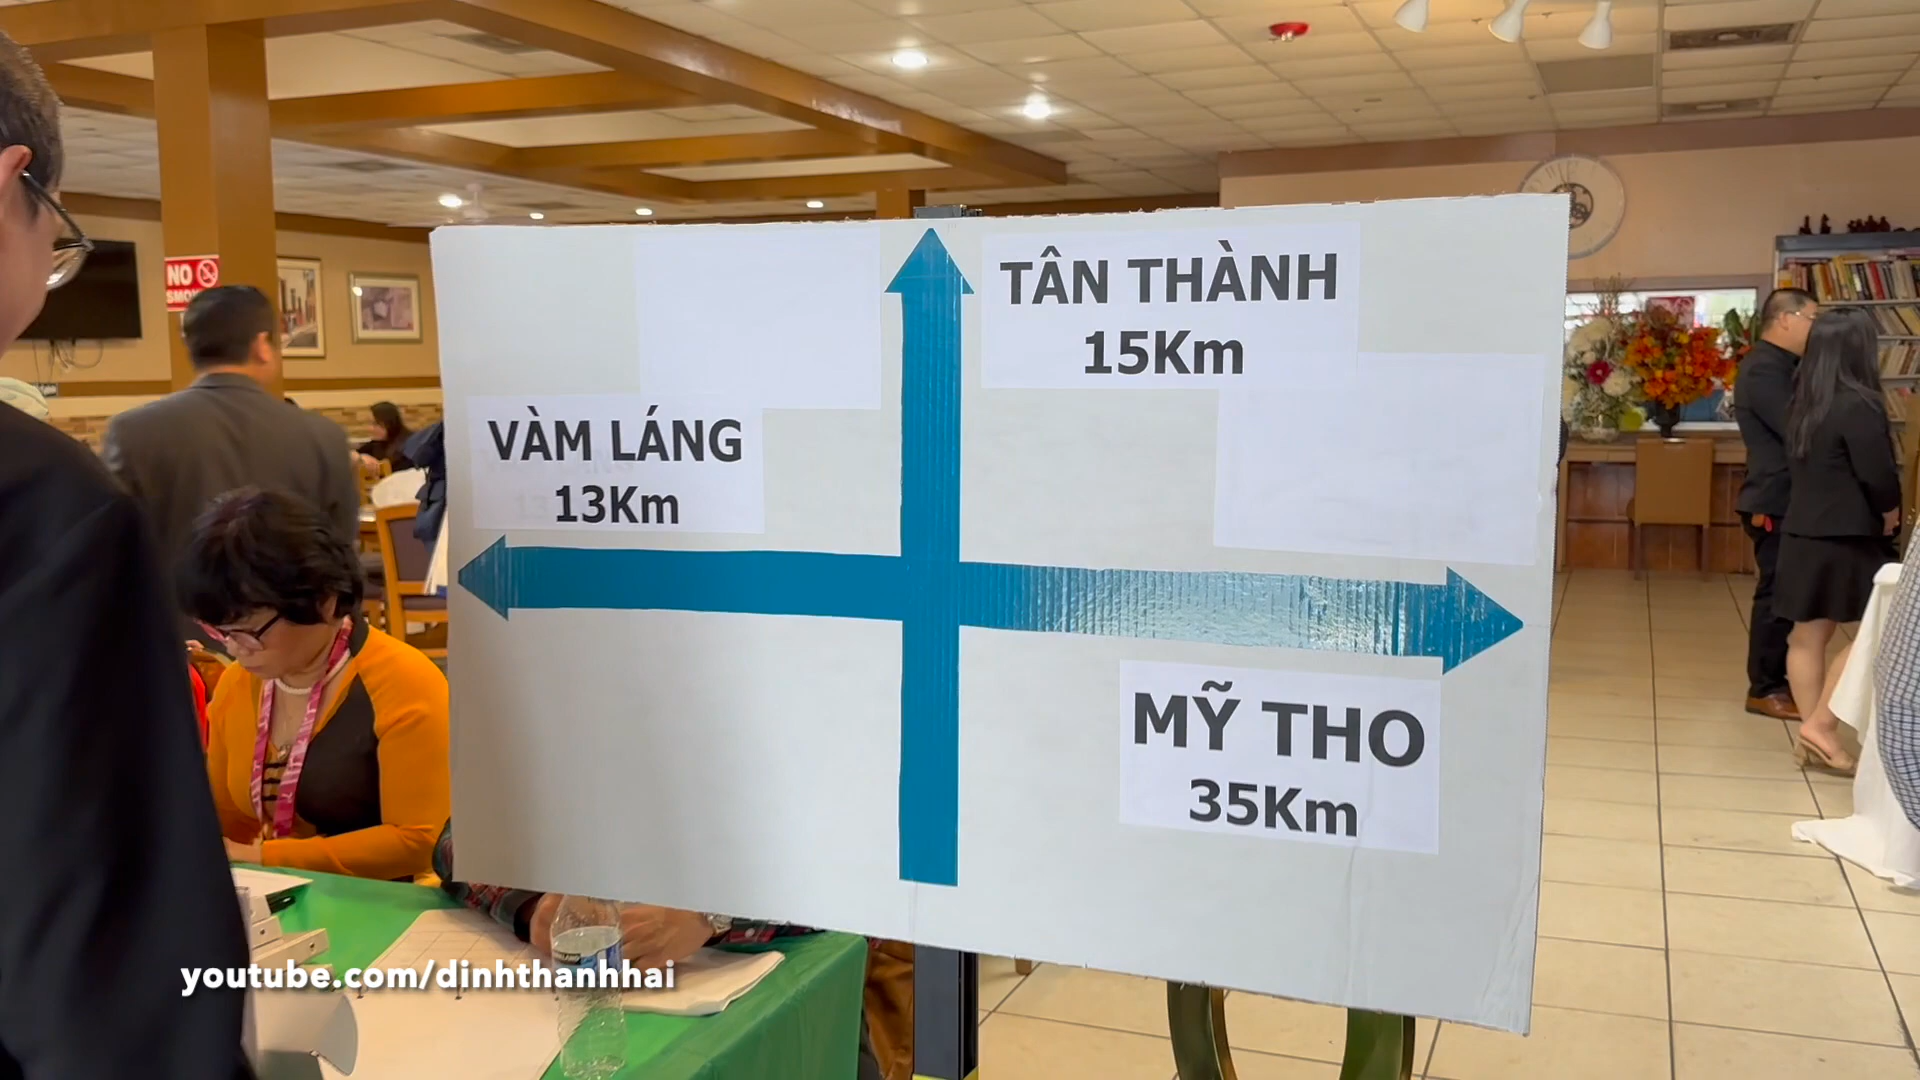 TÂN THÀNH
15Km
VÀM LÁNG
13Km
MỸ THO
35Km
NO
youtube.com/dinhthanhhai